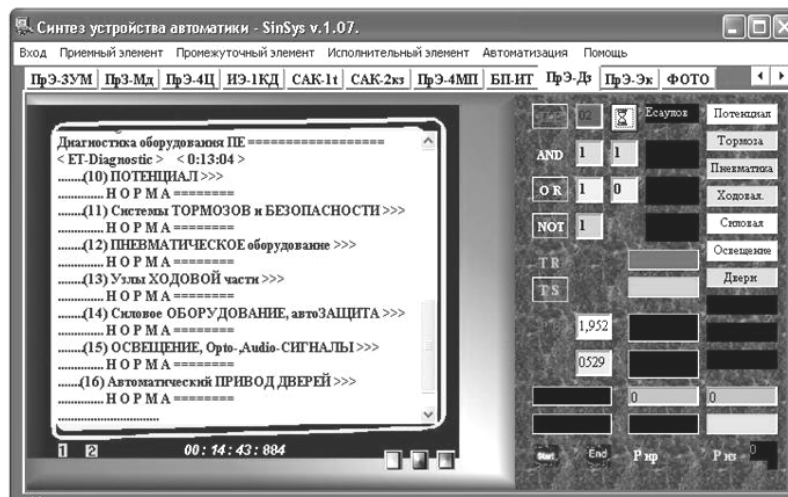 Синтез устройства автоматики - SinSys v.1.07.
Вход Приемный элемент Промежуточный элемент Исполнительный элемент Автоматизация Помощь
ПрЭ-ЗУМ ПрЭ-Мд ПрЭ-4Ц ИЭ-1КД САК-1t САК-2кз ПрЭ-4МП БП-ИТ ПрЭ-Дз ПрЭ-Эк ФОТО
Диагностика оборудования ПЕ ==================
< ET-Diagnostic > < 0:13:04 >
.......(10) ПОТЕНЦИАЛ >>>
............. Н О Р М А ========
.......(11) Системы ТОРМОЗОВ и БЕЗОПАСНОСТИ >>>
............. Н О Р М А ========
.......(12) ПНЕВМАТИЧЕСКОЕ оборудование >>>
............. Н О Р М А ========
.......(13) Узлы ХОДОВОЙ части >>>
............. Н О Р М А ========
.......(14) Силовое ОБОРУДОВАНИЕ, автоЗАЩИТА >>>
............. Н О Р М А ========
.......(15) ОСВЕЩЕНИЕ, Opto-,Audio-СИГНАЛЫ >>>
............. Н О Р М А ========
.......(16) Автоматический ПРИВОД ДВЕРЕЙ >>>
............. Н О Р М А ========
.............................
1 2 00:14:43:884
02 Есаулов Потенциал
Тормоза
AND 1 1
Пневматика
OR 1 0 Ходовая.
NOT 1 Силовая
Освещение
TR
Двери
TS
1,952
0529
0 0
Start End Р нр Р нз 0